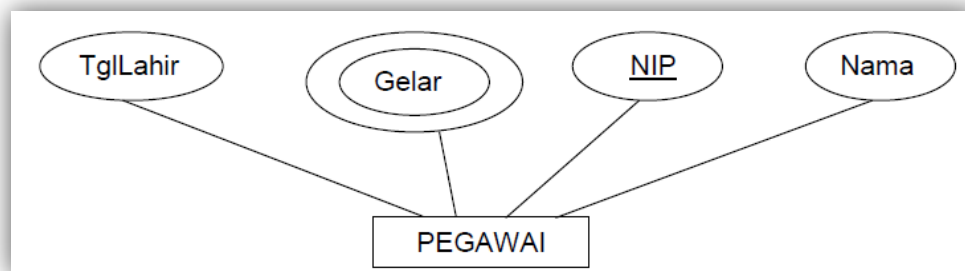 TglLahir
Gelar
NIP
Nama
PEGAWAI